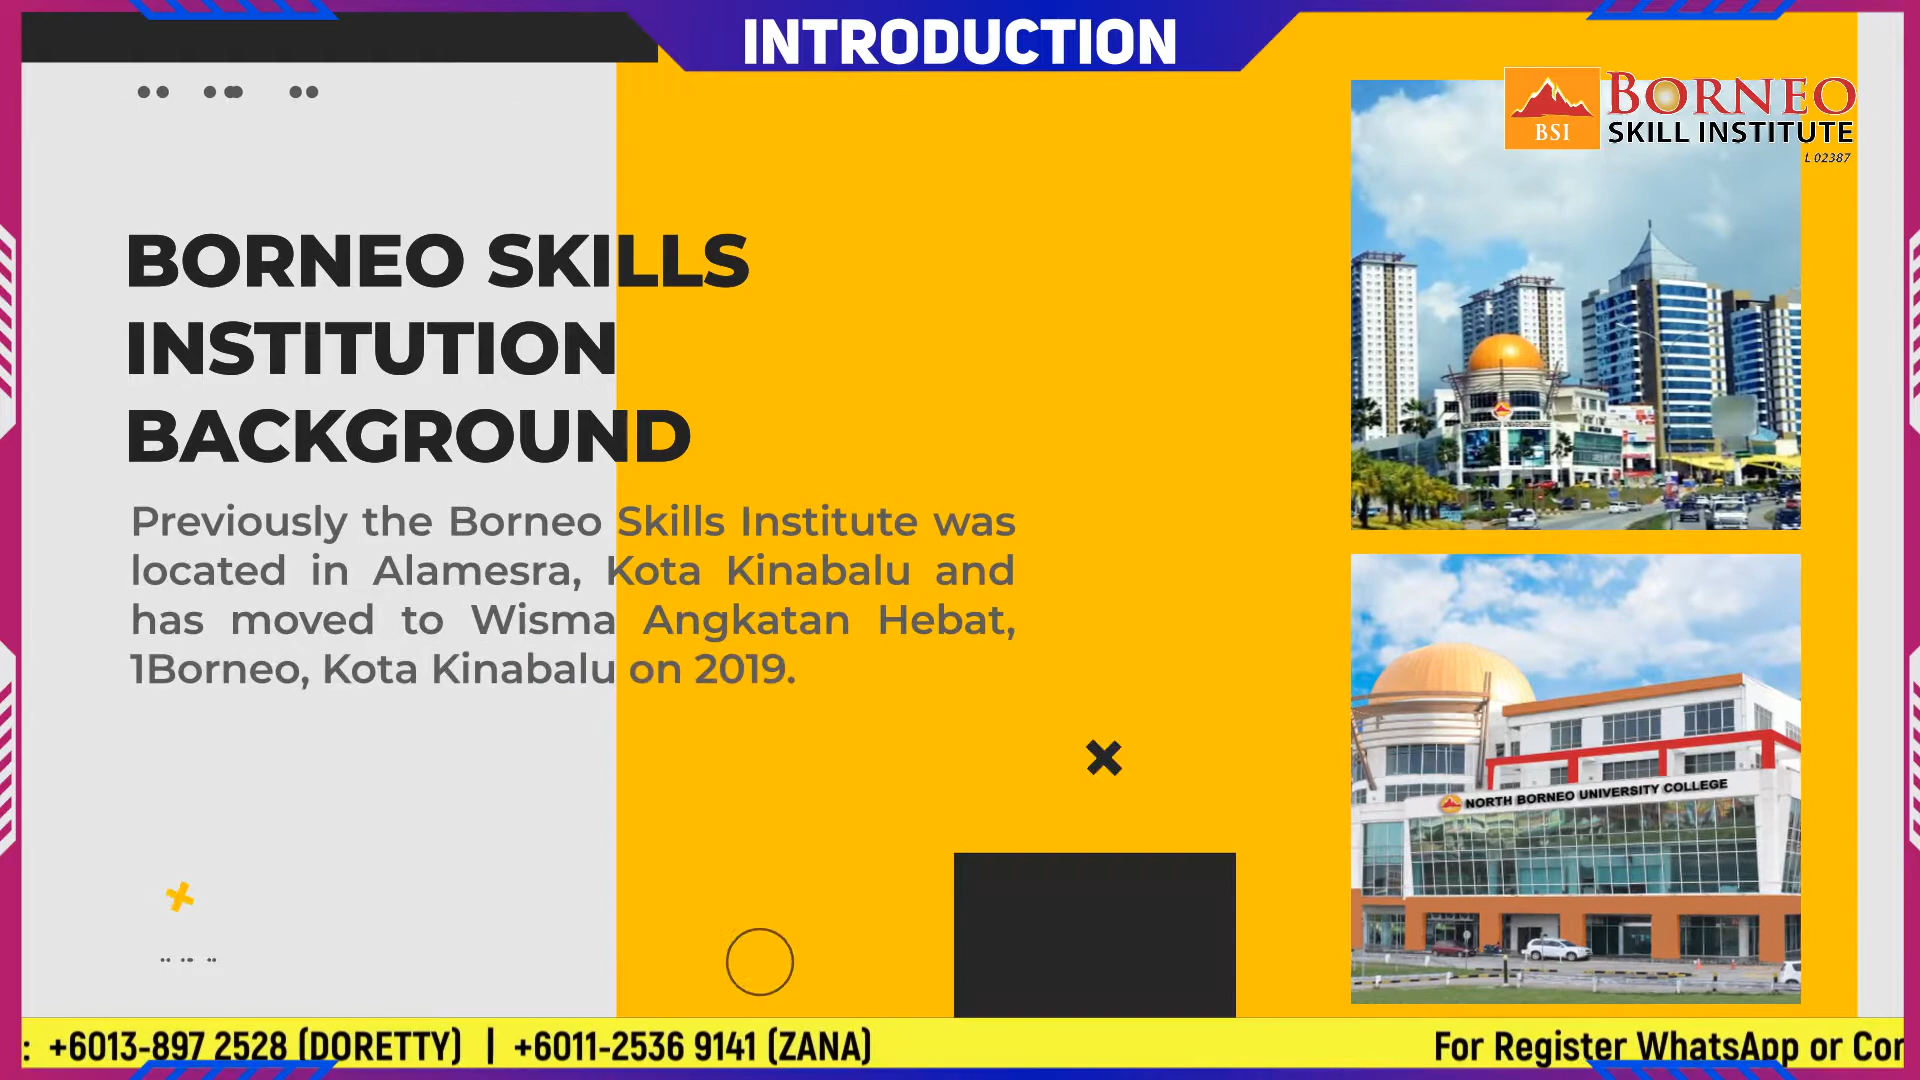 INTRODUCTION
BORNEO
SKILL INSTITUTE
BSI
L 02387
BORNEO SKILLS
INSTITUTION
BACKGROUND
Previously the Borneo Skills Institute was
located in Alamesra, Kota Kinabalu and
has moved to Wisma Angkatan Hebat,
1Borneo, Kota Kinabalu on 2019.
NORTH BORNEO UNIVERSITY COLLEGE
: +6013-897 2528 (DORETTY) | +6011-2536 9141 (ZANA)
For Register WhatsApp or Con